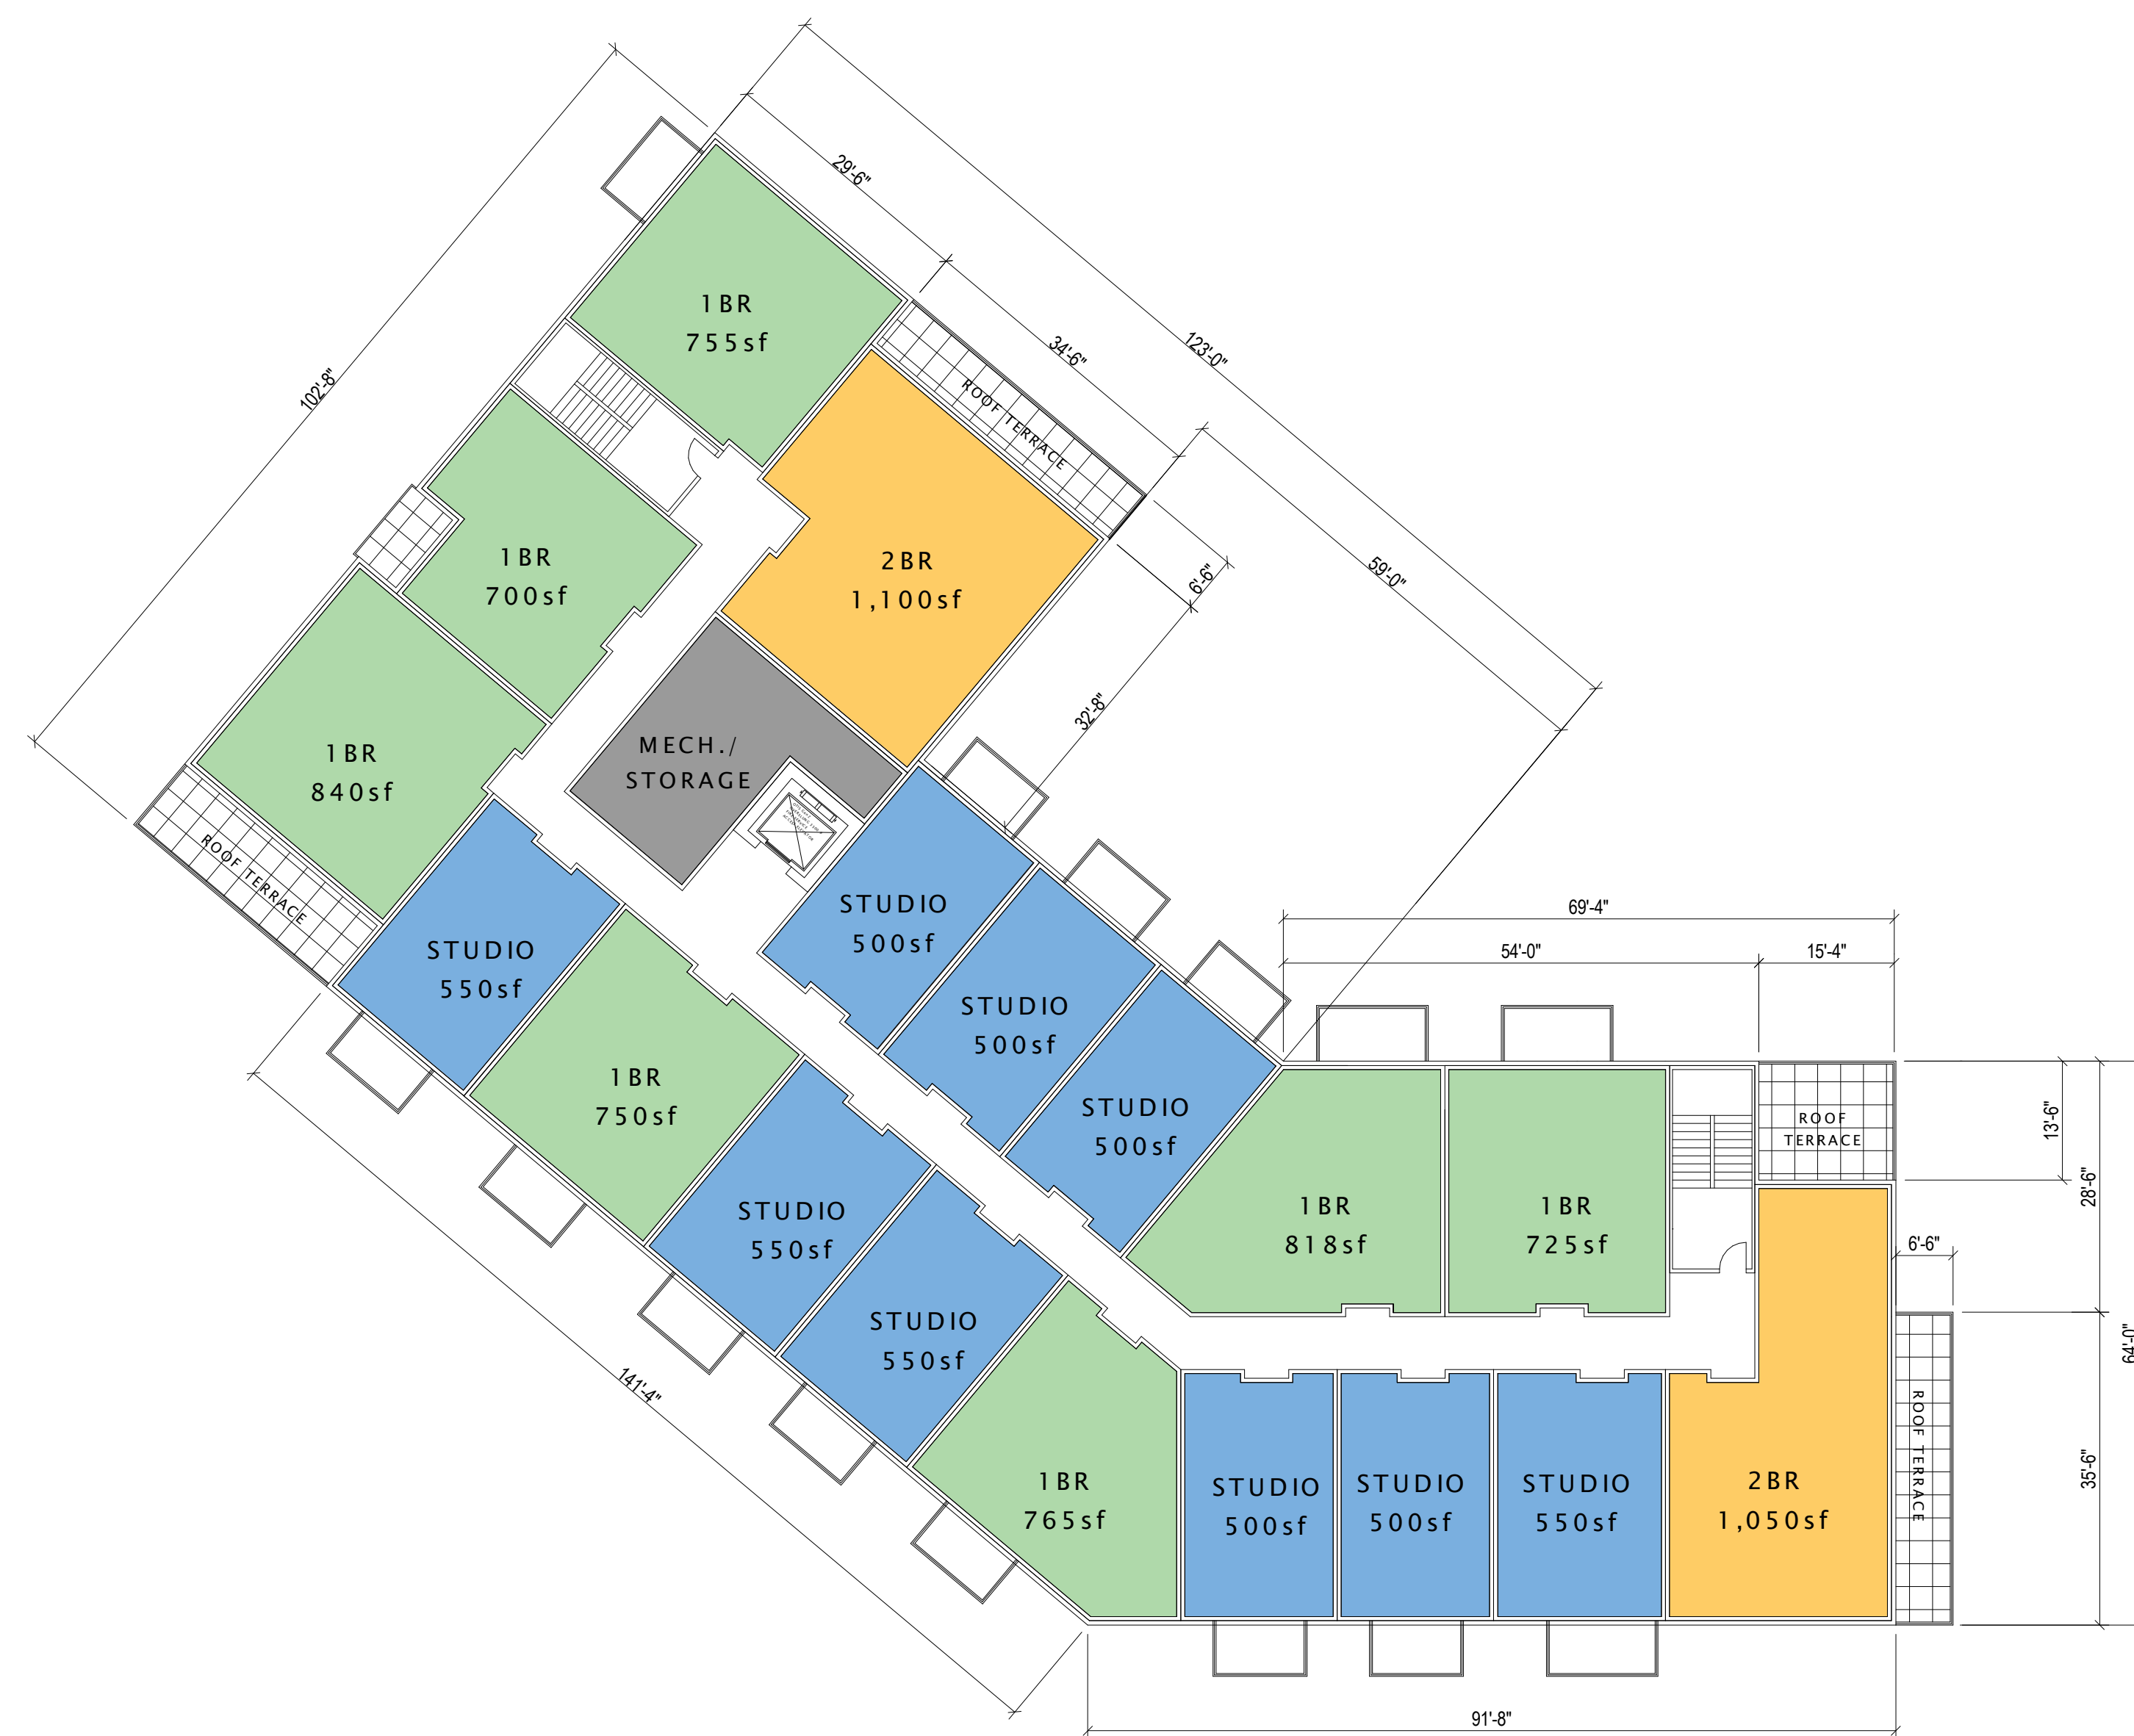 29'-6"
102'-8"
1BR
755sf
34'-6"
123'-0"
ROOF TERRACE
1BR
700sf
2BR
1,100sf
6'-6"
59'-0"
32'-8"
MECH./
STORAGE
1BR
840sf
ROOF TERRACE
STUDIO
500sf
STUDIO
550sf
69'-4"
54'-0"
15'-4"
STUDIO
500sf
1BR
750sf
STUDIO
500sf
ROOF
TERRACE
13'-6"
28'-6"
STUDIO
550sf
1BR
818sf
1BR
725sf
6'-6"
STUDIO
550sf
64'-0"
141'-4"
ROOF TERRACE
35'-6"
1BR
765sf
STUDIO
500sf
STUDIO
500sf
STUDIO
550sf
2BR
1,050sf
91'-8"